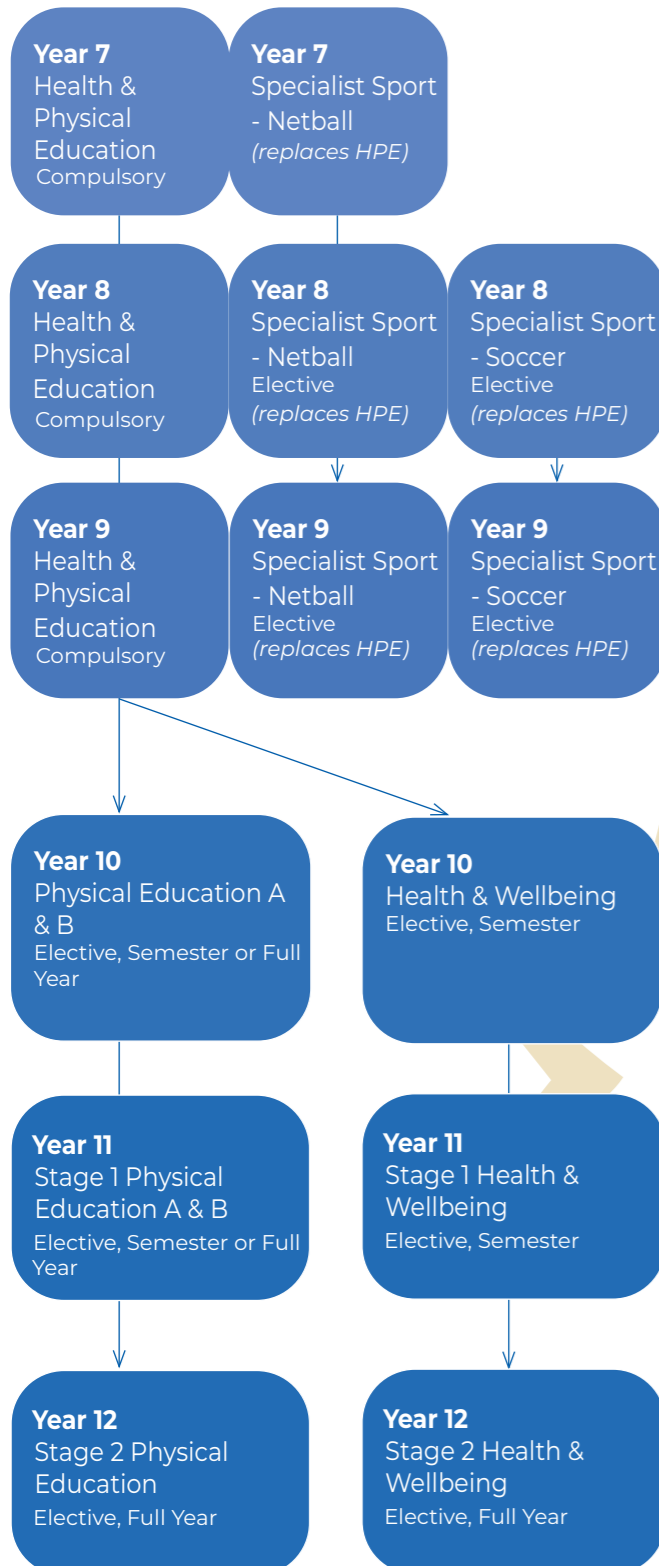 Year 7
Health &
Physical
Education
Compulsory
Year 7
Specialist Sport
- Netball
(replaces HPE)
Year 8
Health &
Physical
Education
Compulsory
Year 8
Specialist Sport
- Netball
Elective
(replaces HPE)
Year 8
Specialist Sport
- Soccer
Elective
(replaces HPE)
Year 9
Health &
Physical
Education
Compulsory
Year 9
Specialist Sport
- Netball
Elective
(replaces HPE)
Year 9
Specialist Sport
- Soccer
Elective
(replaces HPE)
Year 10
Physical Education A
& B
Elective, Semester or Full
Year
Year 10
Health & Wellbeing
Elective, Semester
Year 11
Stage 1 Physical
Education A & B
Elective, Semester or Full
Year
Year 11
Stage 1 Health &
Wellbeing
Elective, Semester
Year 12
Stage 2 Physical
Education
Elective, Full Year
Year 12
Stage 2 Health &
Wellbeing
Elective, Full Year